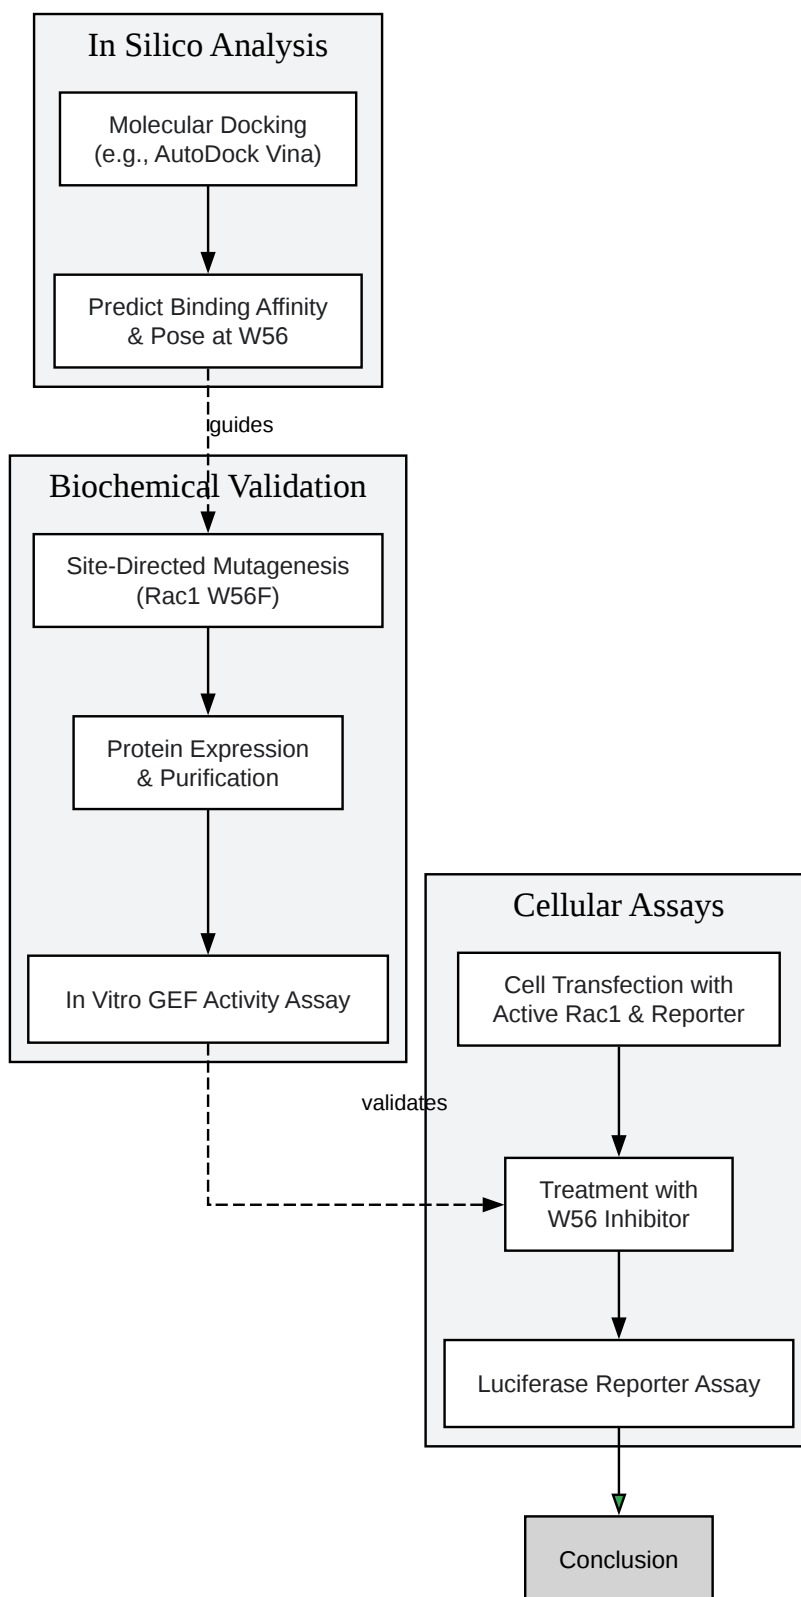 In Silico Analysis
Molecular Docking
(e.g., AutoDock Vina)
Predict Binding Affinity
& Pose at W56
guides
Biochemical Validation
Site-Directed Mutagenesis
(Rac1 W56F)
Protein Expression
& Purification
In Vitro GEF Activity Assay
validates
Cellular Assays
Cell Transfection with
Active Rac1 & Reporter
Treatment with
W56 Inhibitor
Luciferase Reporter Assay
Conclusion